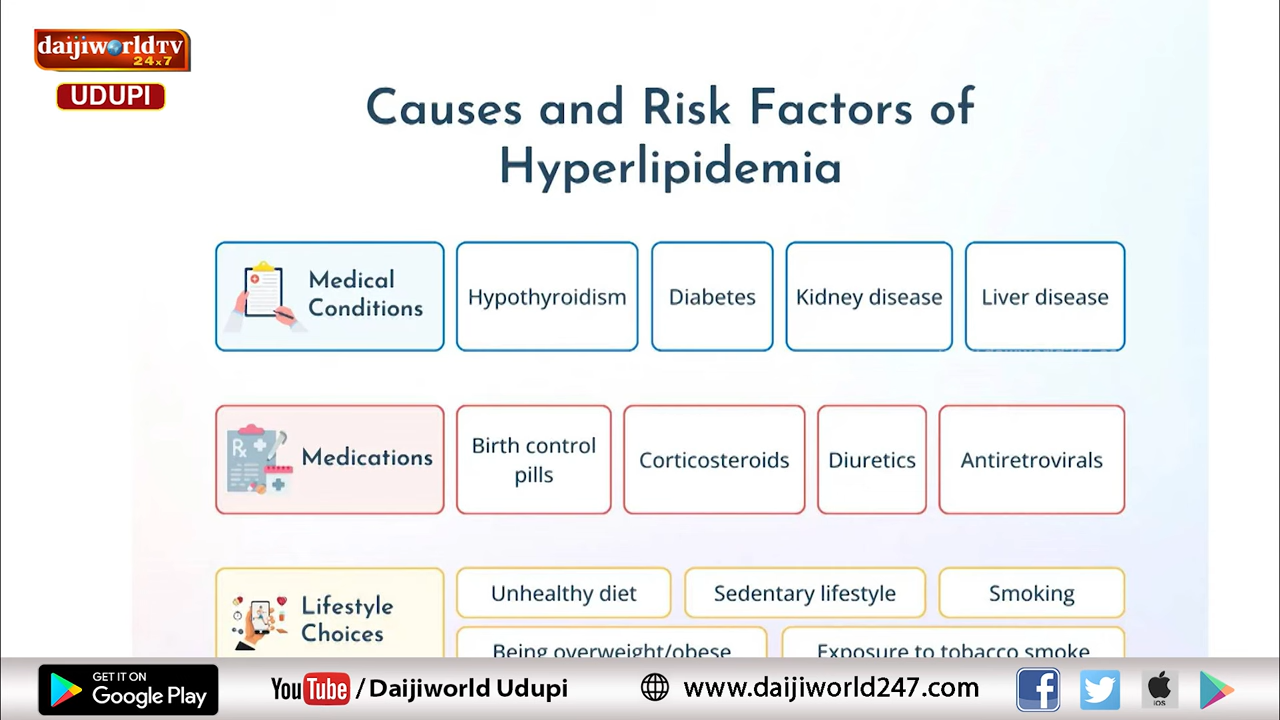 daijiworldTV
24x7
UDUPI
Causes and Risk Factors of
Hyperlipidemia
Medical
Conditions
Hypothyroidism
Diabetes
Kidney disease
Liver disease
Rx
Medications
Birth control
pills
Corticosteroids
Diuretics
Antiretrovirals
Lifestyle
Choices
Unhealthy diet
Sedentary lifestyle
Smoking
Being overweight/obese
Exposure to tobacco smoke
GET IT ON
Google Play
YouTube / Daijiworld Udupi
www.daijiworld247.com
iOS